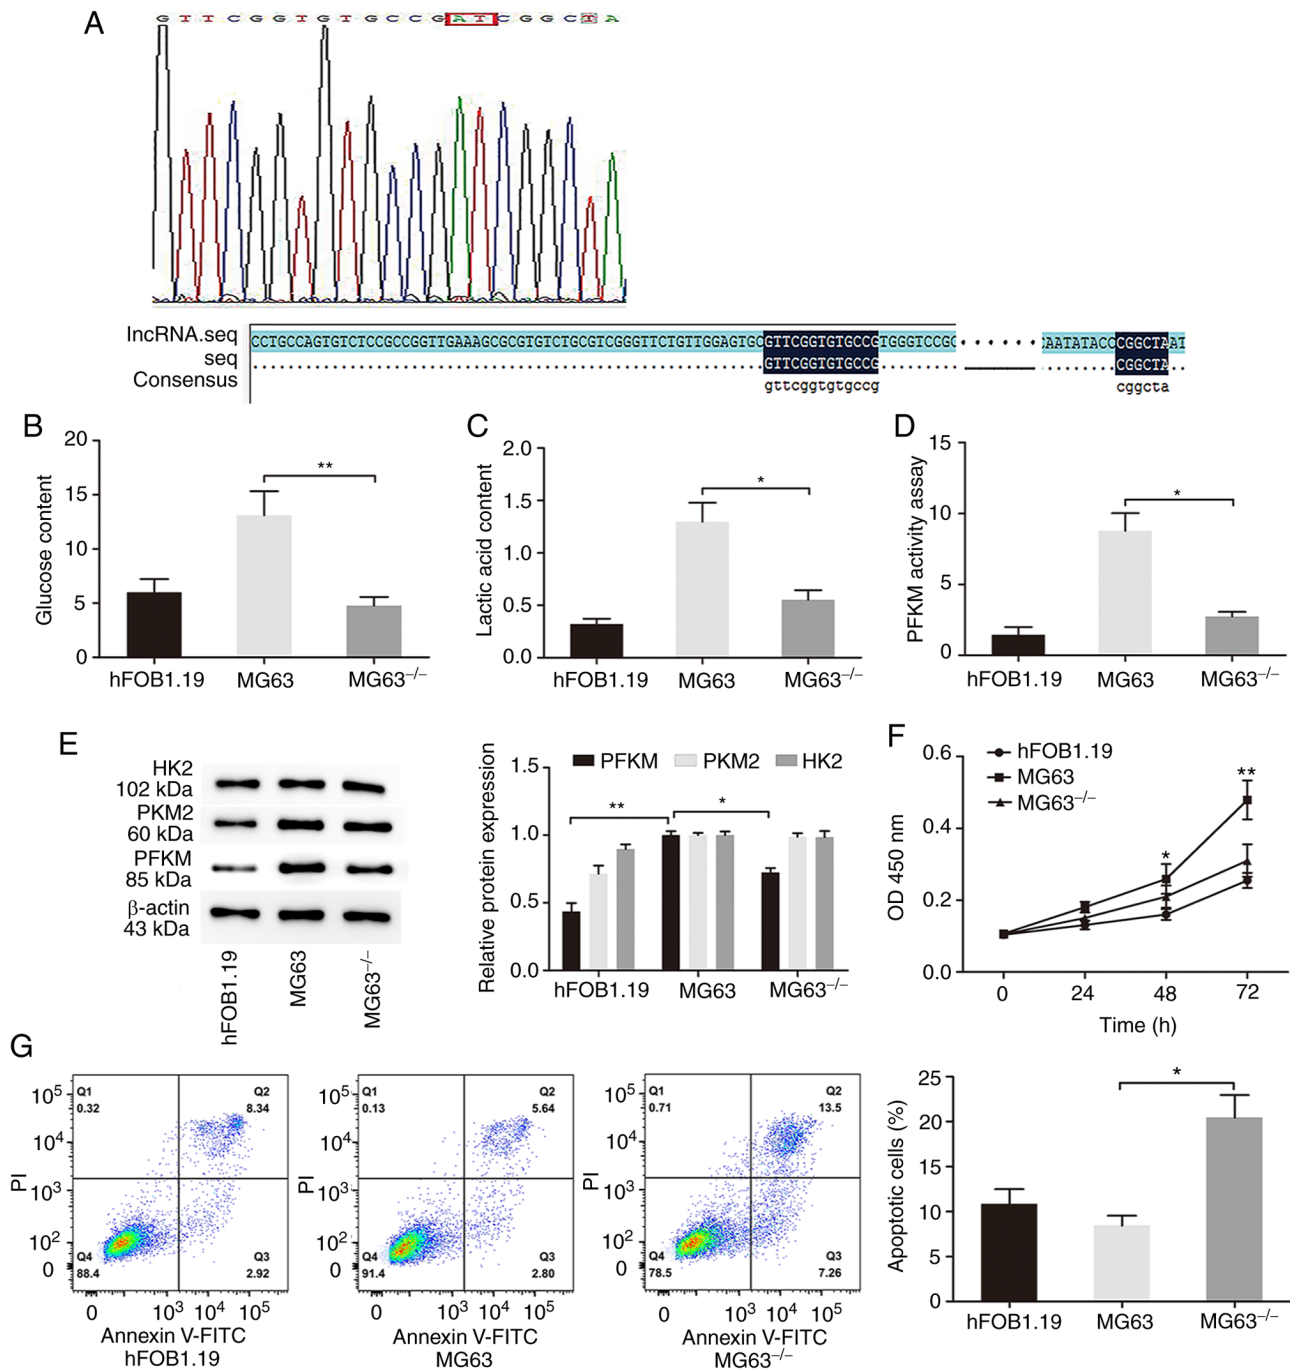 A
G T T C G G T G T G C C G A T C G G C T A
lncRNA.seq CCTGCCAGTGTCTCCGCCGGTTGAAAGCGCGTGTCTGCGTCGGGTTCTGTTGGAGTGCGTTCGGTGTGCCGTGGGTCCGC ······ CAATATACCCGGCTAAT
seq GTTCGGTGTGCCG CGGCTA
Consensus gttcggtgtgccg cggcta
B
20
15
10
5
0
Glucose content
**
hFOB1.19 MG63 MG63−/−
C
2.0
1.5
1.0
0.5
0.0
Lactic acid content
*
hFOB1.19 MG63 MG63−/−
D
15
10
5
0
PFKM activity assay
*
hFOB1.19 MG63 MG63−/−
E
HK2
102 kDa
PKM2
60 kDa
PFKM
85 kDa
β-actin
43 kDa
hFOB1.19
MG63
MG63−/−
PFKM PKM2 HK2
1.5
1.0
0.5
0.0
Relative protein expression
** *
hFOB1.19 MG63 MG63−/−
F
hFOB1.19
MG63
MG63−/−
0.6
0.4
0.2
0.0
OD 450 nm
* **
0 24 48 72
Time (h)
G
Q1
0.32
Q2
8.34
Q4
88.4
Q3
2.92
10⁵
10⁴
10³
10²
0
PI
0 10³ 10⁴ 10⁵
Annexin V-FITC
hFOB1.19
Q1
0.13
Q2
5.64
Q4
91.4
Q3
2.80
10⁵
10⁴
10³
10²
0
PI
0 10³ 10⁴ 10⁵
Annexin V-FITC
MG63
Q1
0.71
Q2
13.5
Q4
78.5
Q3
7.26
10⁵
10⁴
10³
10²
0
PI
0 10³ 10⁴ 10⁵
Annexin V-FITC
MG63−/−
25
20
15
10
5
0
Apoptotic cells (%)
*
hFOB1.19 MG63 MG63−/−